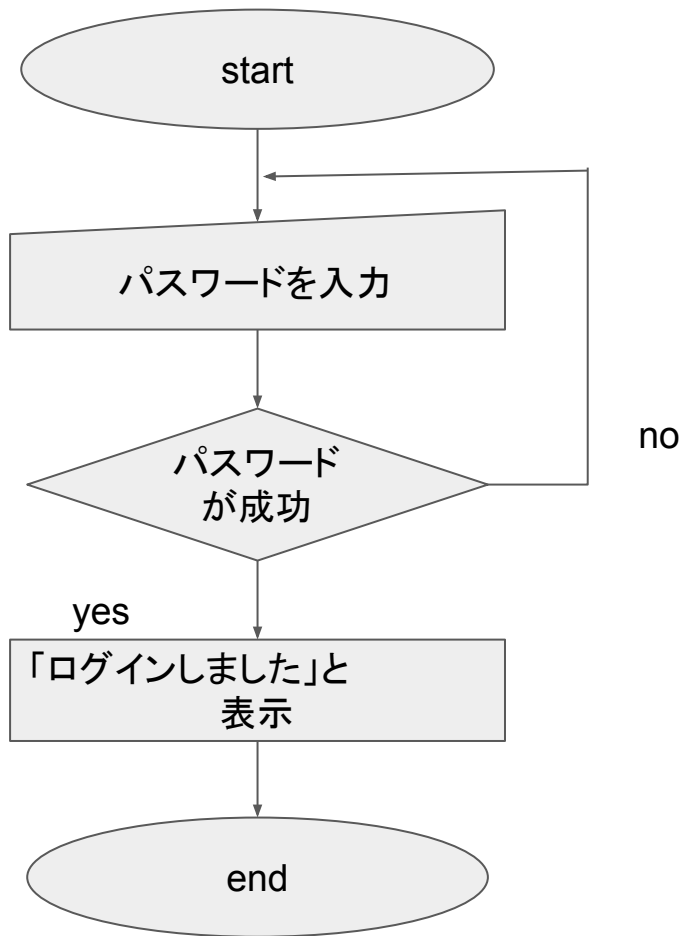 start
パスワードを入力
パスワード
が成功
no
yes
「ログインしました」と
表示
end